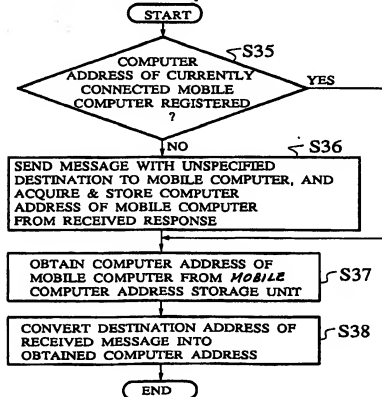 START
S35
COMPUTER
ADDRESS OF CURRENTLY
CONNECTED MOBILE
COMPUTER REGISTERED
?
YES
NO
S36
SEND MESSAGE WITH UNSPECIFIED
DESTINATION TO MOBILE COMPUTER, AND
ACQUIRE & STORE COMPUTER
ADDRESS OF MOBILE COMPUTER
FROM RECEIVED RESPONSE
OBTAIN COMPUTER ADDRESS OF
MOBILE COMPUTER FROM MOBILE
COMPUTER ADDRESS STORAGE UNIT
S37
CONVERT DESTINATION ADDRESS OF
RECEIVED MESSAGE INTO
OBTAINED COMPUTER ADDRESS
S38
END